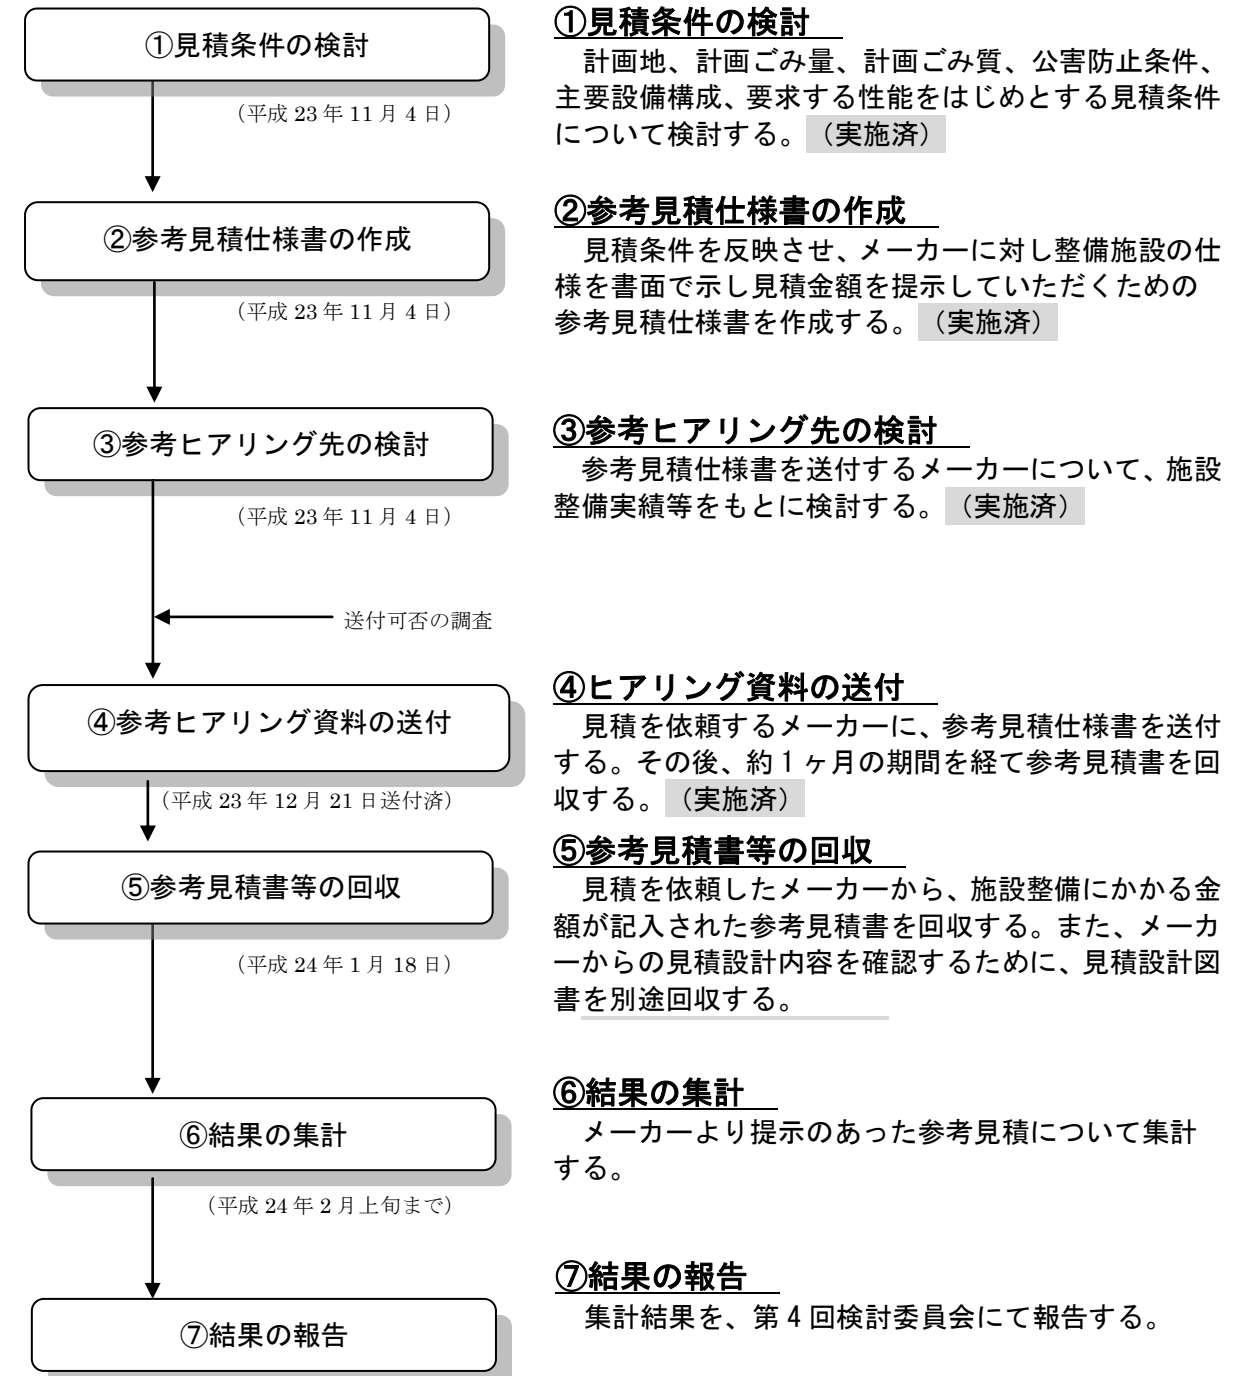 ①見積条件の検討
(平成 23 年 11 月 4 日)
②参考見積仕様書の作成
(平成 23 年 11 月 4 日)
③参考ヒアリング先の検討
(平成 23 年 11 月 4 日)
送付可否の調査
④参考ヒアリング資料の送付
(平成 23 年 12 月 21 日送付済)
⑤参考見積書等の回収
(平成 24 年 1 月 18 日)
⑥結果の集計
(平成 24 年 2 月上旬まで)
⑦結果の報告
①見積条件の検討
計画地、計画ごみ量、計画ごみ質、公害防止条件、
主要設備構成、要求する性能をはじめとする見積条件
について検討する。（実施済）
②参考見積仕様書の作成
見積条件を反映させ、メーカーに対し整備施設の仕
様を書面で示し見積金額を提示していただくための
参考見積仕様書を作成する。（実施済）
③参考ヒアリング先の検討
参考見積仕様書を送付するメーカーについて、施設
整備実績等をもとに検討する。（実施済）
④ヒアリング資料の送付
見積を依頼するメーカーに、参考見積仕様書を送付
する。その後、約１ヶ月の期間を経て参考見積書を回
収する。（実施済）
⑤参考見積書等の回収
見積を依頼したメーカーから、施設整備にかかる金
額が記入された参考見積書を回収する。また、メーカ
ーからの見積設計内容を確認するために、見積設計図
書を別途回収する。
⑥結果の集計
メーカーより提示のあった参考見積について集計
する。
⑦結果の報告
集計結果を、第４回検討委員会にて報告する。